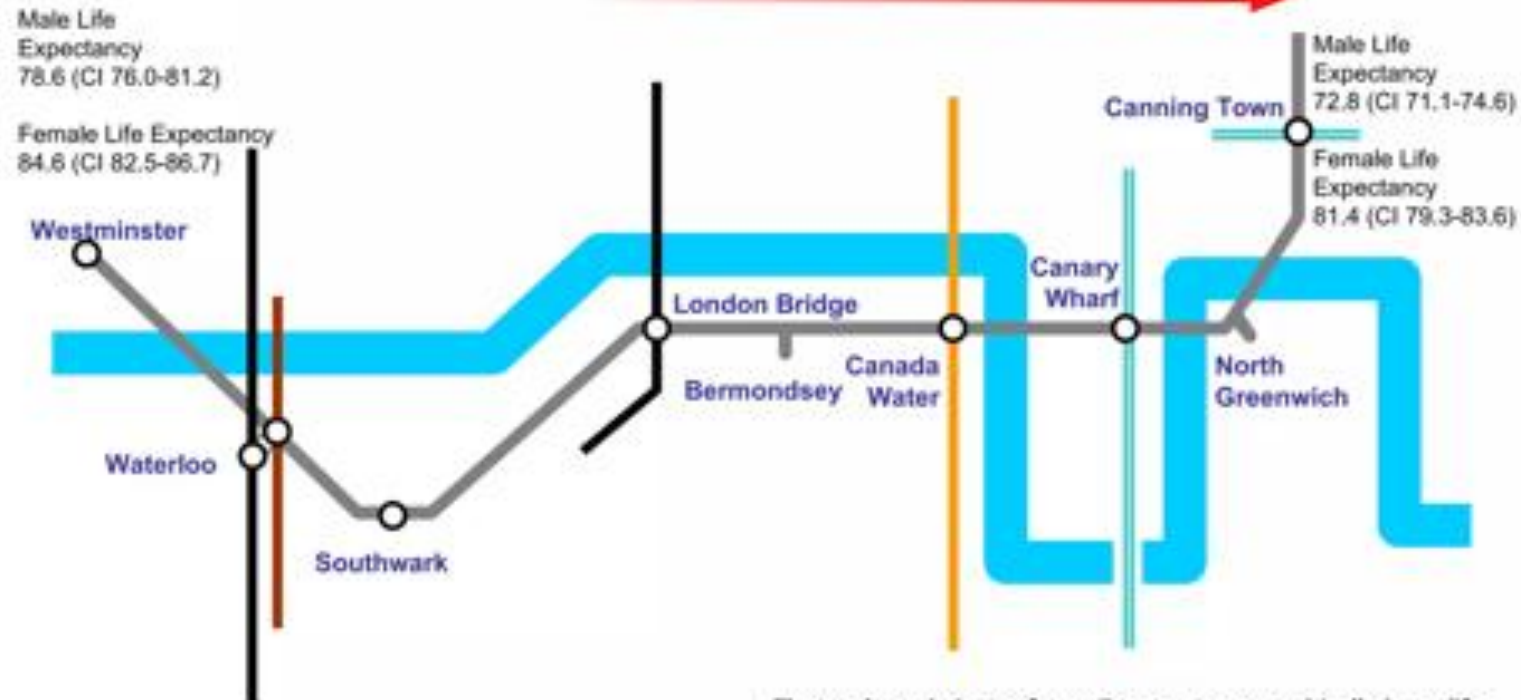 Male Life
Expectancy
78.6 (CI 76.0-81.2)
Female Life Expectancy
84.6 (CI 82.5-86.7)
Westminster
Waterloo
Southwark
London Bridge
Bermondsey
Canada
Water
Canary
Wharf
North
Greenwich
Canning Town
Male Life
Expectancy
72.8 (CI 71.1-74.6)
Female Life
Expectancy
81.4 (CI 79.3-83.6)